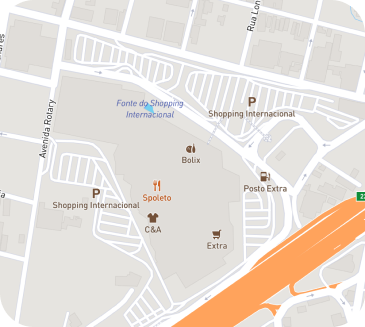 Rua Lon
Avenida Rotary
Fonte do Shopping
Internacional
P
Shopping Internacional
Bolix
Posto Extra
Spoleto
P
Shopping Internacional
C&A
Extra